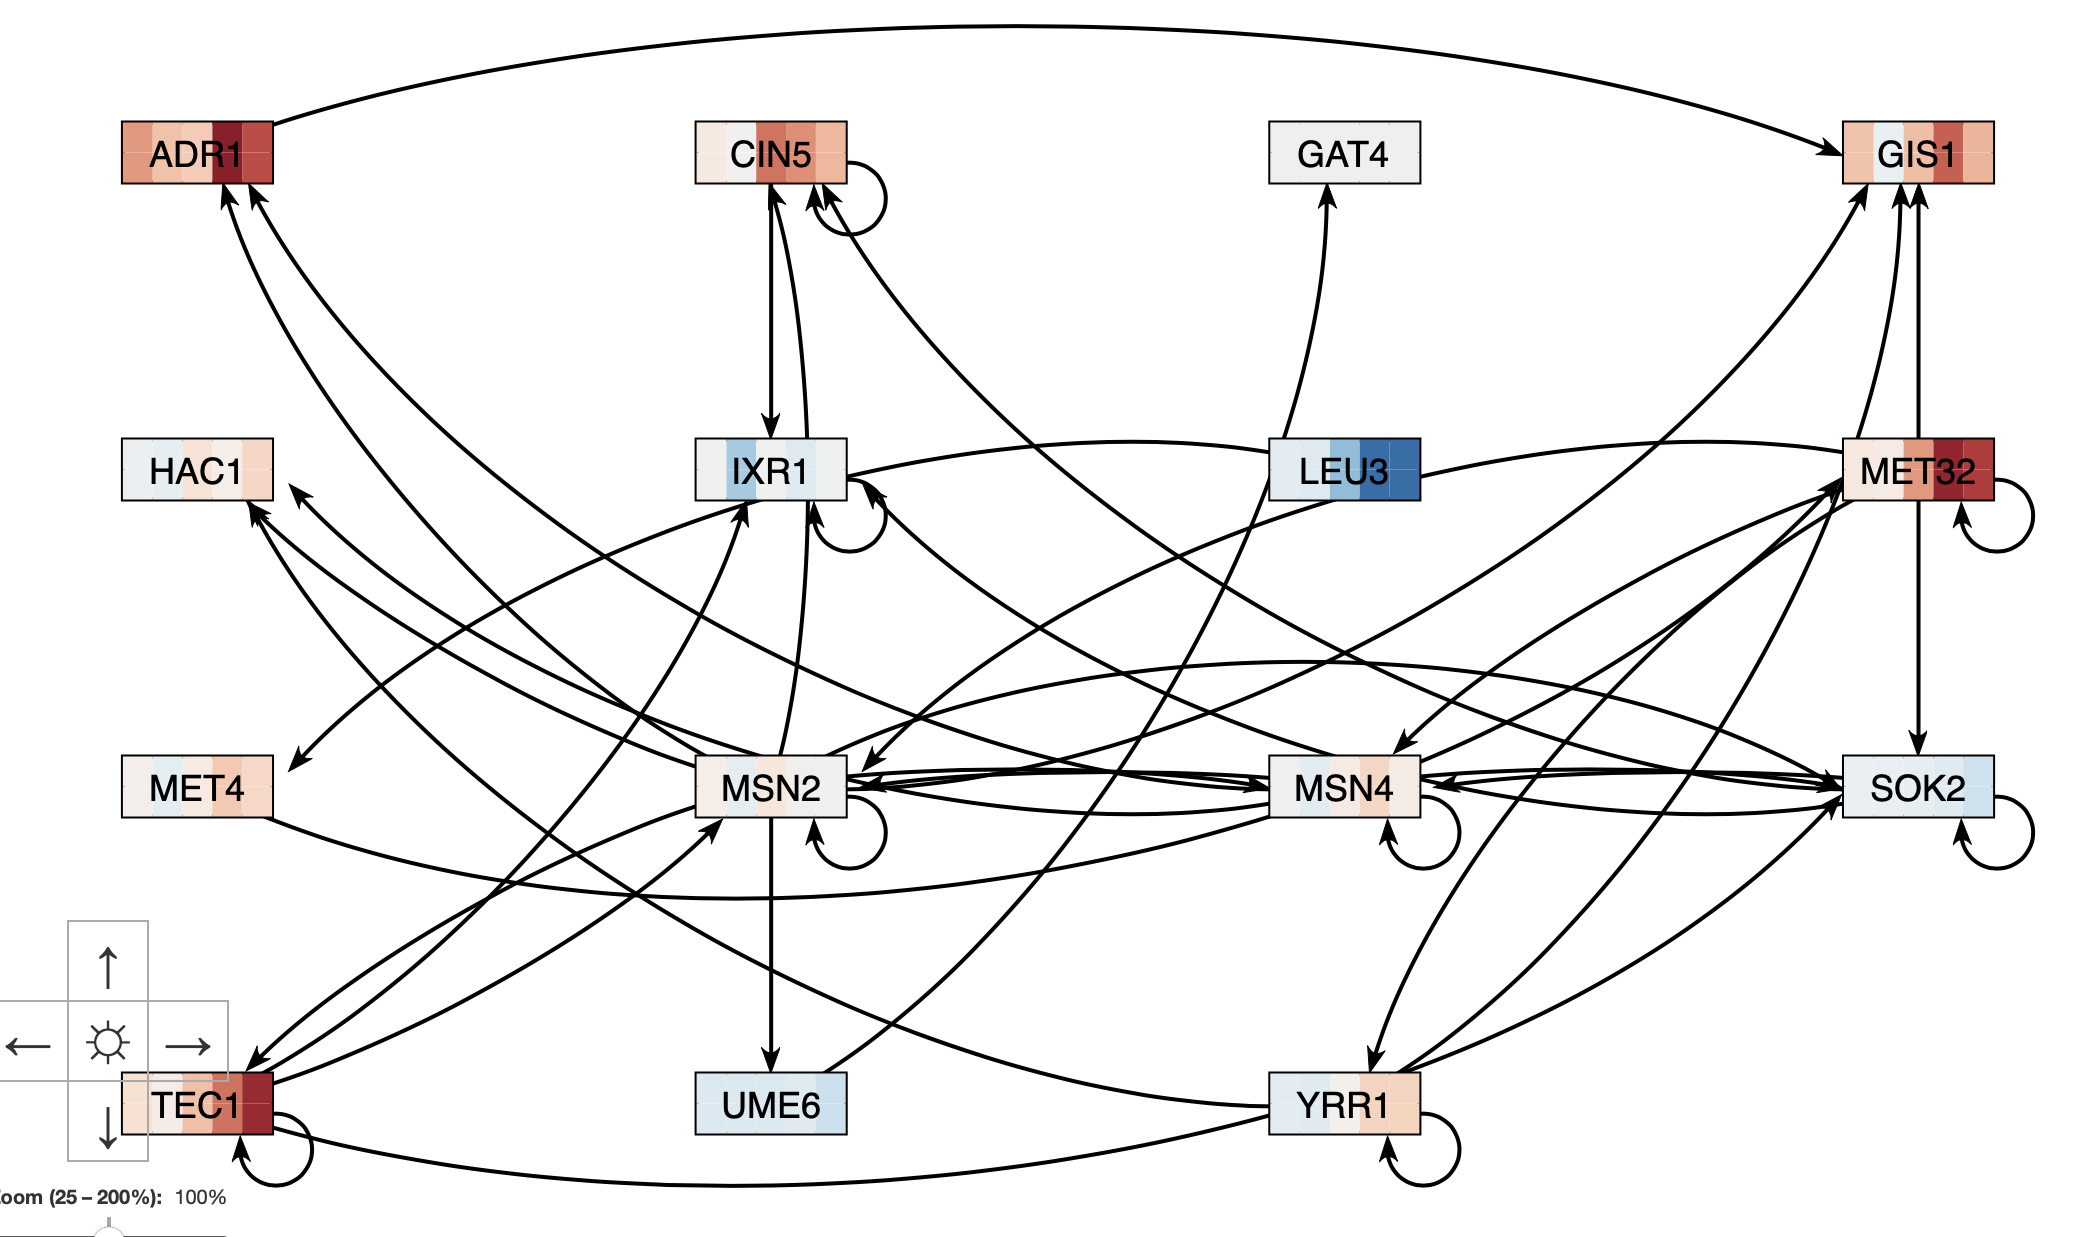 ADR1 CIN5 GAT4 GIS1
HAC1 IXR1 LEU3 MET32
MET4 MSN2 MSN4 SOK2
TEC1 UME6 YRR1
oom (25 – 200%): 100%